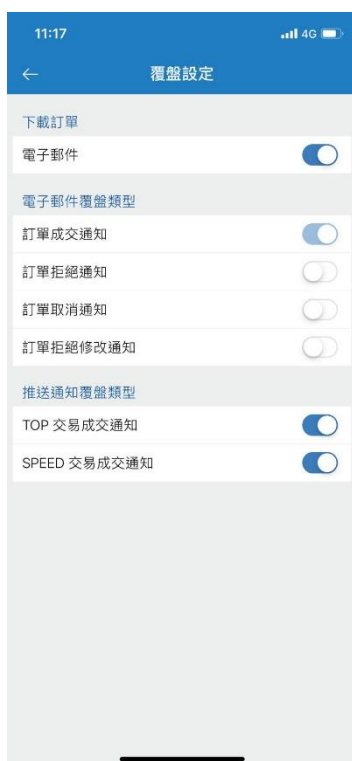 11:17 4G
覆盤設定
下載訂單
電子郵件
電子郵件覆盤類型
訂單成交通知
訂單拒絕通知
訂單取消通知
訂單拒絕修改通知
推送通知覆盤類型
TOP 交易成交通知
SPEED 交易成交通知